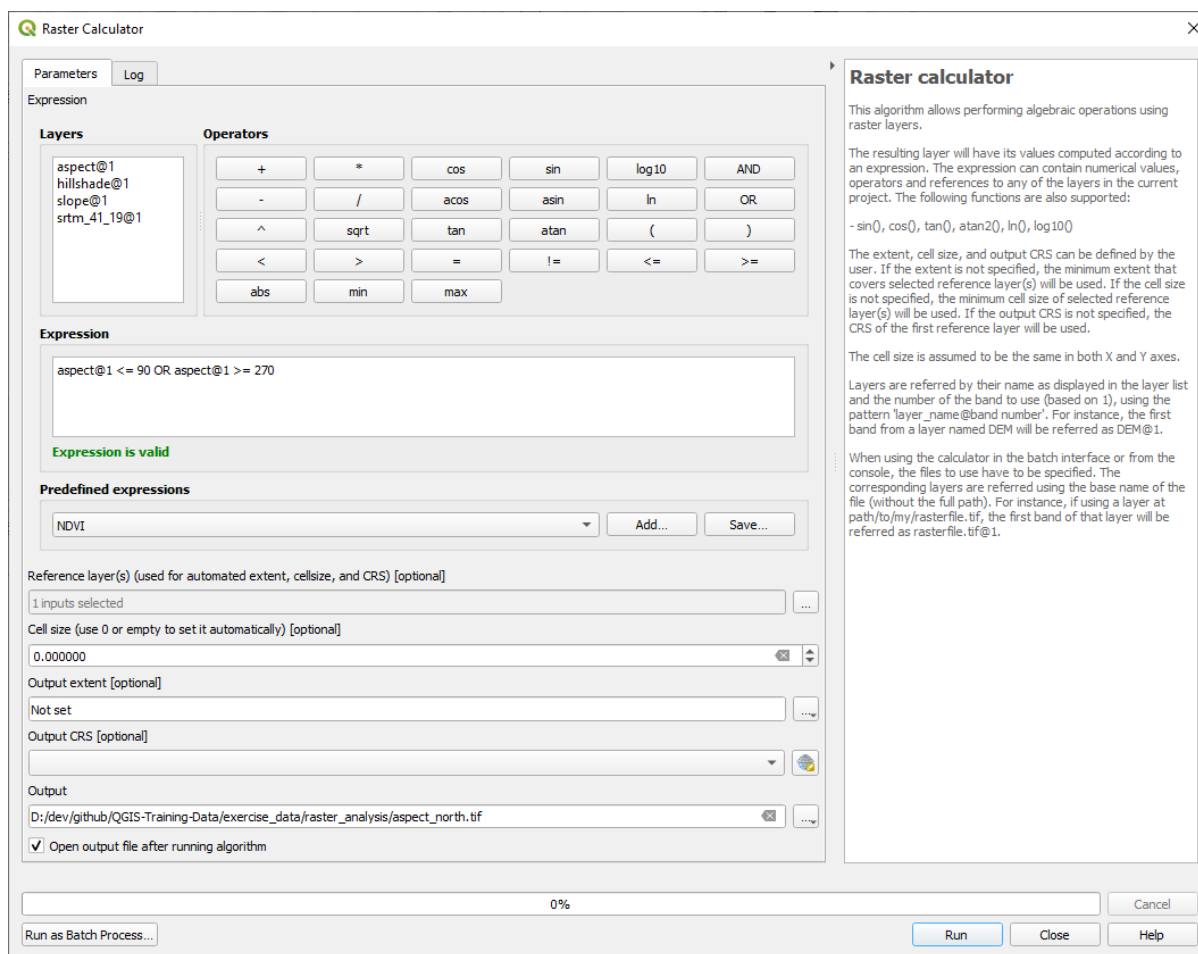 Raster Calculator
Parameters
Log
Expression
Layers
Operators
aspect@1
hillshade@1
slope@1
srtm_41_19@1
+ * cos sin log10 AND
- / acos asin ln OR
^ sqrt tan atan ( )
< > = != <= >=
abs min max
Expression
aspect@1 <= 90 OR aspect@1 >= 270
Expression is valid
Predefined expressions
NDVI
Add...
Save...
Reference layer(s) (used for automated extent, cellsize, and CRS) [optional]
1 inputs selected
...
Cell size (use 0 or empty to set it automatically) [optional]
0.000000
Output extent [optional]
Not set
...
Output CRS [optional]
Output
D:/dev/github/QGIS-Training-Data/exercise_data/raster_analysis/aspect_north.tif
...
Open output file after running algorithm
Raster calculator
This algorithm allows performing algebraic operations using
raster layers.
The resulting layer will have its values computed according to
an expression. The expression can contain numerical values,
operators and references to any of the layers in the current
project. The following functions are also supported:
- sin(), cos(), tan(), atan2(), ln(), log10()
The extent, cell size, and output CRS can be defined by the
user. If the extent is not specified, the minimum extent that
covers selected reference layer(s) will be used. If the cell size
is not specified, the minimum cell size of selected reference
layer(s) will be used. If the output CRS is not specified, the
CRS of the first reference layer will be used.
The cell size is assumed to be the same in both X and Y axes.
Layers are referred by their name as displayed in the layer list
and the number of the band to use (based on 1), using the
pattern 'layer_name@band number'. For instance, the first
band from a layer named DEM will be referred as DEM@1.
When using the calculator in the batch interface or from the
console, the files to use have to be specified. The
corresponding layers are referred using the base name of the
file (without the full path). For instance, if using a layer at
path/to/my/rasterfile.tif, the first band of that layer will be
referred as rasterfile.tif@1.
0%
Cancel
Run as Batch Process...
Run
Close
Help